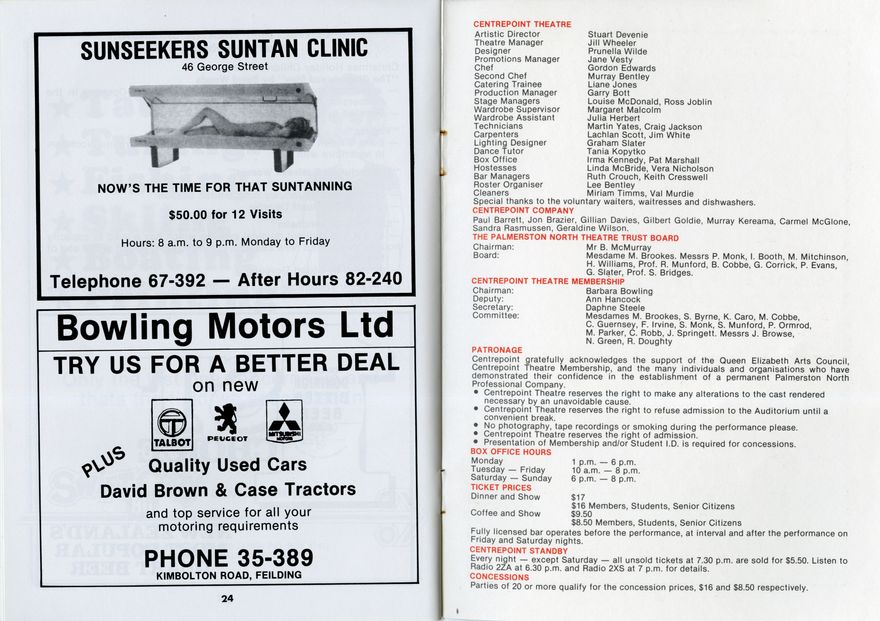 SUNSEEKERS SUNTAN CLINIC
46 George Street
NOW'S THE TIME FOR THAT SUNTANNING
$50.00 for 12 Visits
Hours: 8 a.m. to 9 p.m. Monday to Friday
Telephone 67-392 — After Hours 82-240
Bowling Motors Ltd
TRY US FOR A BETTER DEAL
on new
TALBOT
PEUGEOT
MITSUBISHI
MOTORS
PLUS
Quality Used Cars
David Brown & Case Tractors
and top service for all your
motoring requirements
PHONE 35-389
KIMBOLTON ROAD, FEILDING
24
CENTREPOINT THEATRE
Artistic Director Stuart Devenie
Theatre Manager Jill Wheeler
Designer Prunella Wilde
Promotions Manager Jane Vesty
Chef Gordon Edwards
Second Chef Murray Bentley
Catering Trainee Liane Jones
Production Manager Garry Bott
Stage Managers Louise McDonald, Ross Joblin
Wardrobe Supervisor Margaret Malcolm
Wardrobe Assistant Julia Herbert
Technicians Martin Yates, Craig Jackson
Carpenters Lachlan Scott, Jim White
Lighting Designer Graham Slater
Dance Tutor Tania Kopytko
Box Office Irma Kennedy, Pat Marshall
Hostesses Linda McBride, Vera Nicholson
Bar Managers Ruth Crouch, Keith Cresswell
Roster Organiser Lee Bentley
Cleaners Miriam Timms, Val Murdie
Special thanks to the voluntary waiters, waitresses and dishwashers.
CENTREPOINT COMPANY
Paul Barrett, Jon Brazier, Gillian Davies, Gilbert Goldie, Murray Kereama, Carmel McGlone,
Sandra Rasmussen, Geraldine Wilson.
THE PALMERSTON NORTH THEATRE TRUST BOARD
Chairman: Mr B. McMurray
Board: Mesdame M. Brookes. Messrs P. Monk, I. Booth, M. Mitchinson,
H. Williams, Prof. R. Munford, B. Cobbe, G. Corrick, P. Evans,
G. Slater, Prof. S. Bridges.
CENTREPOINT THEATRE MEMBERSHIP
Chairman: Barbara Bowling
Deputy: Ann Hancock
Secretary: Daphne Steele
Committee: Mesdames M. Brookes, S. Byrne, K. Caro, M. Cobbe,
C. Guernsey, F. Irvine, S. Monk, S. Munford, P. Ormrod,
M. Parker, C. Robb, J. Springett. Messrs J. Browse,
N. Green, R. Doughty
PATRONAGE
Centrepoint gratefully acknowledges the support of the Queen Elizabeth Arts Council,
Centrepoint Theatre Membership, and the many individuals and organisations who have
demonstrated their confidence in the establishment of a permanent Palmerston North
Professional Company.
• Centrepoint Theatre reserves the right to make any alterations to the cast rendered
necessary by an unavoidable cause.
• Centrepoint Theatre reserves the right to refuse admission to the Auditorium until a
convenient break.
• No photography, tape recordings or smoking during the performance please.
• Centrepoint Theatre reserves the right of admission.
• Presentation of Membership and/or Student I.D. is required for concessions.
BOX OFFICE HOURS
Monday 1 p.m. — 6 p.m.
Tuesday — Friday 10 a.m. — 8 p.m.
Saturday — Sunday 6 p.m. — 8 p.m.
TICKET PRICES
Dinner and Show $17
$16 Members, Students, Senior Citizens
Coffee and Show $9.50
$8.50 Members, Students, Senior Citizens
Fully licensed bar operates before the performance, at interval and after the performance on
Friday and Saturday nights.
CENTREPOINT STANDBY
Every night — except Saturday — all unsold tickets at 7.30 p.m. are sold for $5.50. Listen to
Radio 2ZA at 6.30 p.m. and Radio 2XS at 7 p.m. for details.
CONCESSIONS
Parties of 20 or more qualify for the concession prices, $16 and $8.50 respectively.